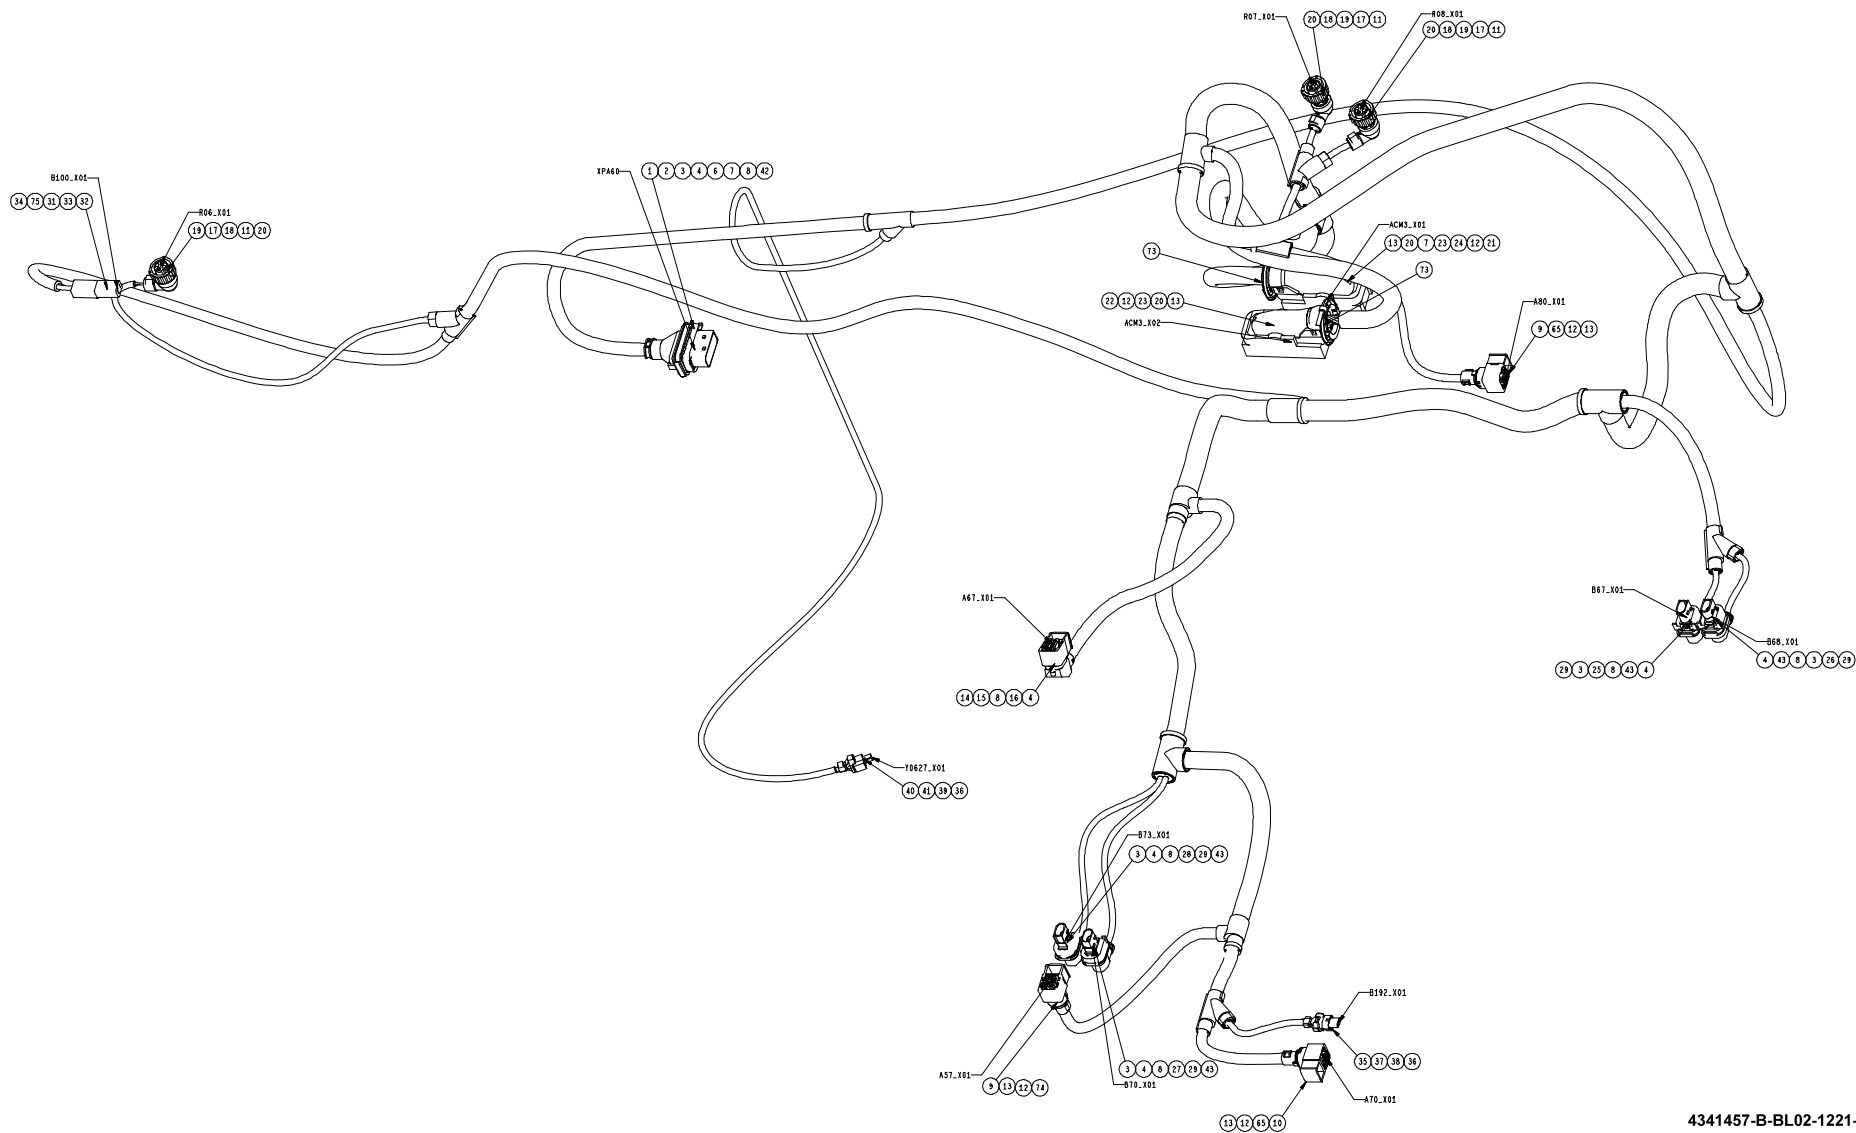 R07_X01
20 18 19 17 11
R08_X01
20 18 19 17 11
B100_X01
34 75 31 33 32
R06_X01
19 17 18 11 20
XPA60
1 2 3 4 6 7 8 42
ACM3_X01
13 20 7 23 24 12 21
73
73
22 12 23 20 13
ACM3_X02
A80_X01
9 65 12 13
A67_X01
14 15 8 16 4
B67_X01
29 3 25 8 43 4
B68_X01
4 43 8 3 26 29
Y0627_X01
40 41 39 36
B73_X01
3 4 8 28 29 43
B192_X01
35 37 38 36
A57_X01
9 13 12 74
3 4 8 27 29 43
B70_X01
A70_X01
13 12 65 10
4341457-B-BL02-1221-